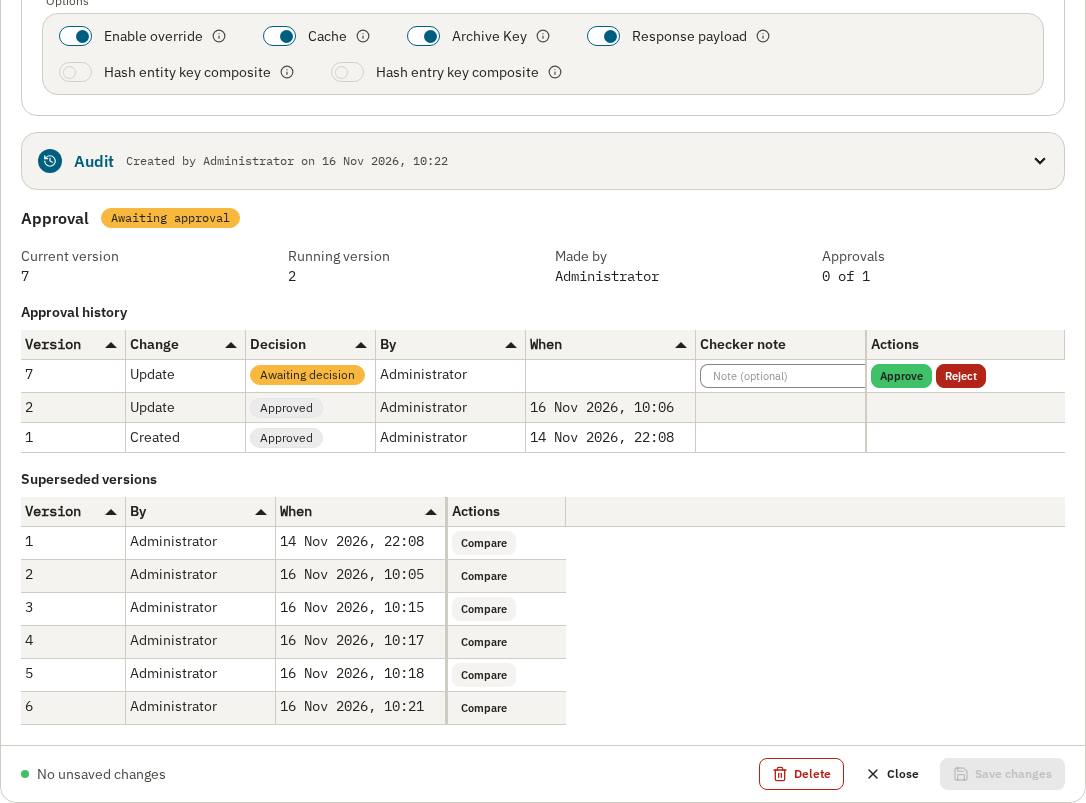 Options
Enable override Cache Archive Key Response payload
Hash entity key composite Hash entry key composite
Audit Created by Administrator on 16 Nov 2026, 10:22
Approval Awaiting approval
Current version Running version Made by Approvals
7 2 Administrator 0 of 1
Approval history
Version Change Decision By When Checker note Actions
7 Update Awaiting decision Administrator Note (optional) Approve Reject
2 Update Approved Administrator 16 Nov 2026, 10:06
1 Created Approved Administrator 14 Nov 2026, 22:08
Superseded versions
Version By When Actions
1 Administrator 14 Nov 2026, 22:08 Compare
2 Administrator 16 Nov 2026, 10:05 Compare
3 Administrator 16 Nov 2026, 10:15 Compare
4 Administrator 16 Nov 2026, 10:17 Compare
5 Administrator 16 Nov 2026, 10:18 Compare
6 Administrator 16 Nov 2026, 10:21 Compare
No unsaved changes Delete Close Save changes